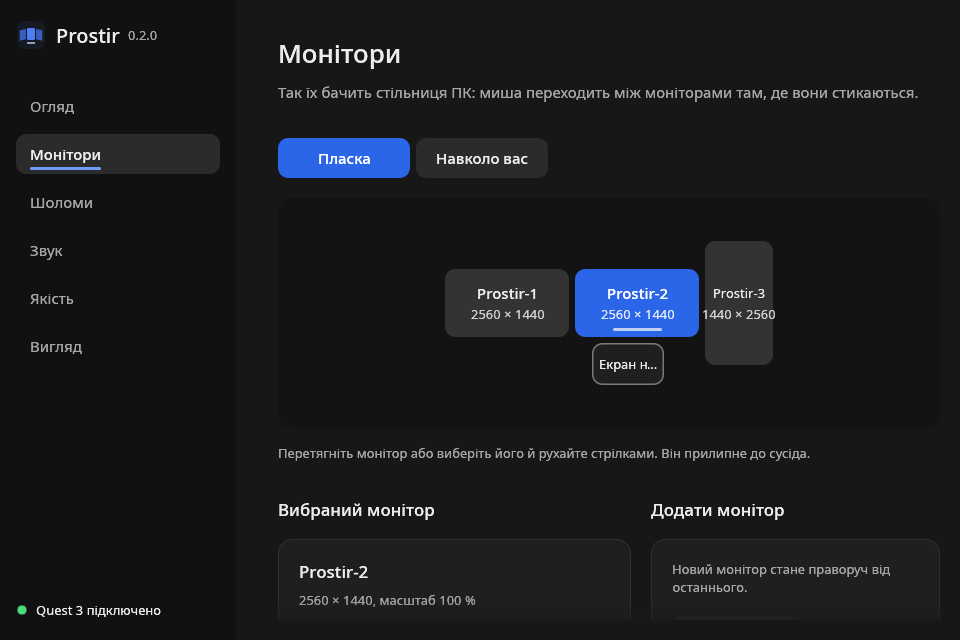 Prostir 0.2.0
Огляд
Монітори
Шоломи
Звук
Якість
Вигляд
Quest 3 підключено
Монітори
Так їх бачить стільниця ПК: миша переходить між моніторами там, де вони стикаються.
Пласка
Навколо вас
Prostir-1
2560 × 1440
Prostir-2
2560 × 1440
Prostir-3
1440 × 2560
Екран н...
Перетягніть монітор або виберіть його й рухайте стрілками. Він прилипне до сусіда.
Вибраний монітор
Prostir-2
2560 × 1440, масштаб 100 %
Додати монітор
Новий монітор стане праворуч від
останнього.